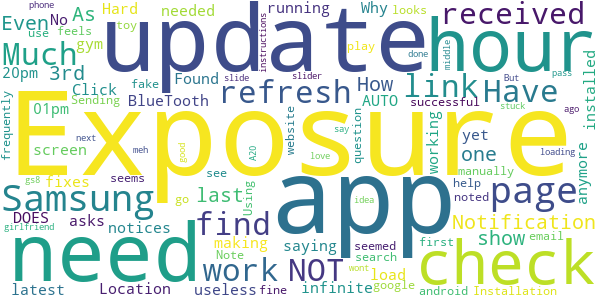 phone
Even
As
Hard
needed
toy
running
Why
looks
received
No
use
feels
gym
update
hour
instructions
play
middle
done
Much
20pm
3rd
slide
slider
fake
Found
link
How
Have
installed
frequently
01pm
Click
BlueTooth
refresh
AUTO
successful
But
stuck
pass
Sending
next
meh
website
question
say
working
yet
one
anymore
ago
screen
Exposure
app
page
loading
manually
seems
good
A20
love
Samsung
fixes
see
Using
last
go
help
noted
Notification
DOES
asks
notices
find
saying
seemed
show
first
email
gs8
girlfriend
need
making
Note
search
idea
check
latest
Location
work
useless
fine
NOT
infinite
load
google
android
wont
Installation